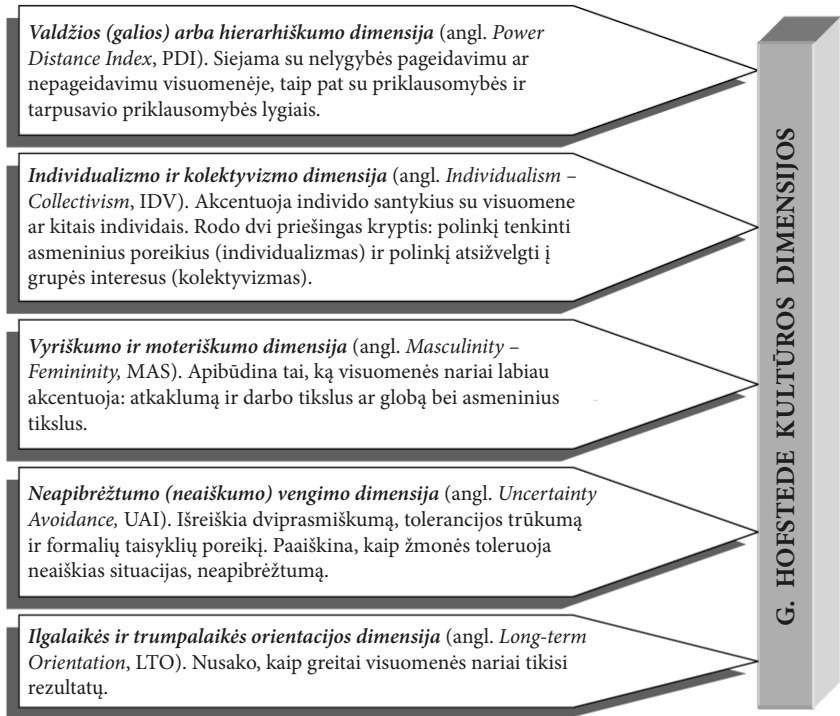 Valdžios (galios) arba hierarhiškumo dimensija (angl. Power
Distance Index, PDI). Siejama su nelygybės pageidavimu ar
nepageidavimu visuomenėje, taip pat su priklausomybės ir
tarpusavio priklausomybės lygiais.
Individualizmo ir kolektyvizmo dimensija (angl. Individualism –
Collectivism, IDV). Akcentuoja individo santykius su visuomene
ar kitais individais. Rodo dvi priešingas kryptis: polinkį tenkinti
asmeninius poreikius (individualizmas) ir polinkį atsižvelgti į
grupės interesus (kolektyvizmas).
Vyriškumo ir moteriškumo dimensija (angl. Masculinity –
Femininity, MAS). Apibūdina tai, ką visuomenės nariai labiau
akcentuoja: atkaklumą ir darbo tikslus ar globą bei asmeninius
tikslus.
Neapibrėžtumo (neaiškumo) vengimo dimensija (angl. Uncertainty
Avoidance, UAI). Išreiškia dviprasmiškumą, tolerancijos trūkumą
ir formalių taisyklių poreikį. Paaiškina, kaip žmonės toleruoja
neaiškias situacijas, neapibrėžtumą.
Ilgalaikės ir trumpalaikės orientacijos dimensija (angl. Long-term
Orientation, LTO). Nusako, kaip greitai visuomenės nariai tikisi
rezultatų.
G. HOFSTEDE KULTŪROS DIMENSIJOS